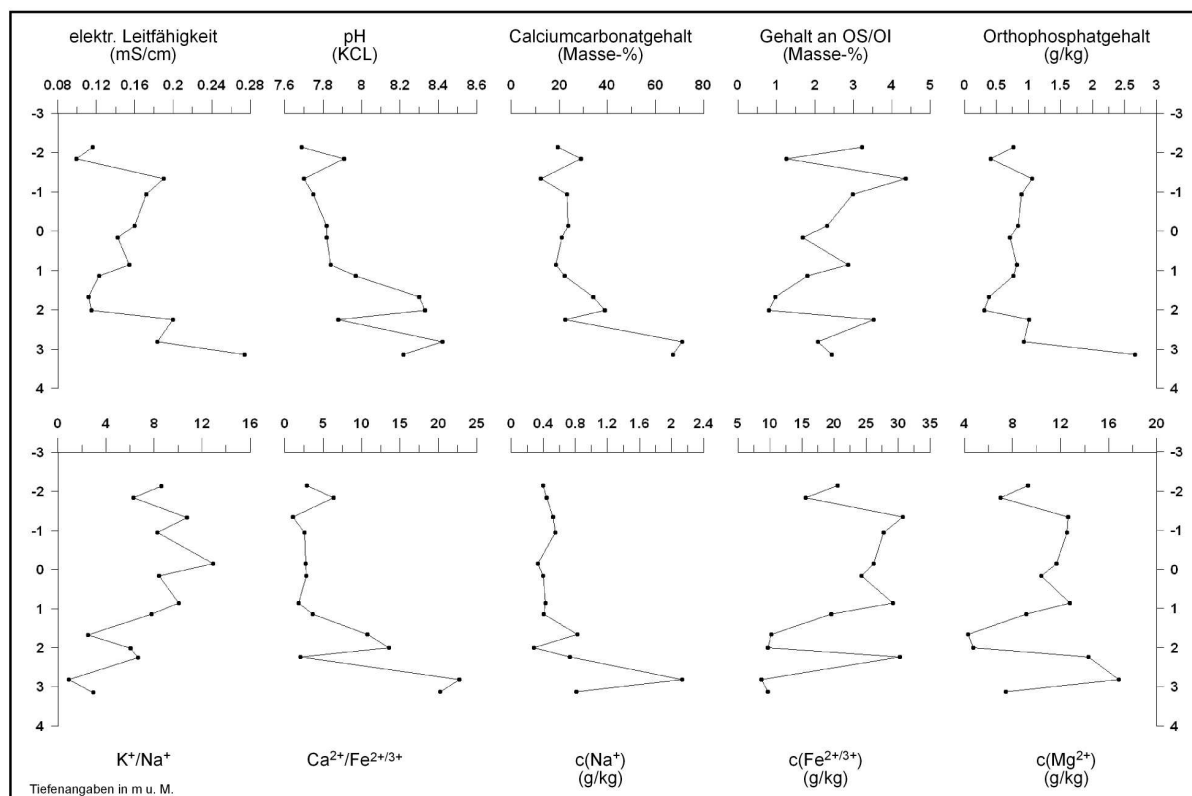 elektr. Leitfähigkeit pH Calciumcarbonatgehalt Gehalt an OS/OI Orthophosphatgehalt
(mS/cm) (KCL) (Masse-%) (Masse-%) (g/kg)
0.08 0.12 0.16 0.2 0.24 0.28 7.6 7.8 8 8.2 8.4 8.6 0 20 40 60 80 0 1 2 3 4 5 0 0.5 1 1.5 2 2.5 3
-3 -3
-2 -2
-1 -1
0 0
1 1
2 2
3 3
4 4
0 4 8 12 16 0 5 10 15 20 25 0 0.4 0.8 1.2 1.6 2 2.4 5 10 15 20 25 30 35 4 8 12 16 20
-3 -3
-2 -2
-1 -1
0 0
1 1
2 2
3 3
4 4
K⁺/Na⁺ Ca²⁺/Fe²⁺/³⁺ c(Na⁺) c(Fe²⁺/³⁺) c(Mg²⁺)
(g/kg) (g/kg) (g/kg)
Tiefenangaben in m u. M.